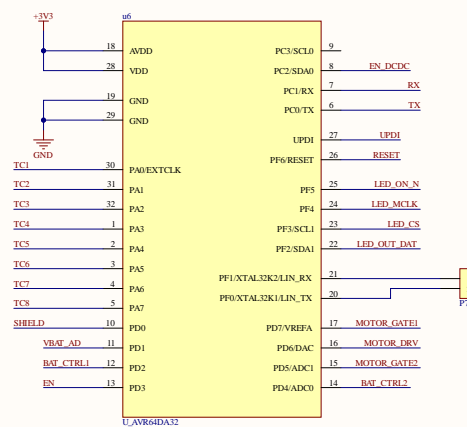 +3V3
u6
18 AVDD PC3/SCL0 9
28 VDD PC2/SDA0 8 EN_DCDC
PC1/RX 7 RX
19 GND PC0/TX 6 TX
29 GND
GND
UPDI 27 UPDI
PF6/RESET 26 RESET
TC1 30 PA0/EXTCLK
TC2 31 PA1 PF5 25 LED_ON_N
TC3 32 PA2 PF4 24 LED_MCLK
TC4 1 PA3 PF3/SCL1 23 LED_CS
TC5 2 PA4 PF2/SDA1 22 LED_OUT_DAT
TC6 3 PA5
TC7 4 PA6 PF1/XTAL32K2/LIN_RX 21
TC8 5 PA7 PF0/XTAL32K1/LIN_TX 20
SHIELD 10 PD0 PD7/VREFA 17 MOTOR_GATE1
VBAT_AD 11 PD1 PD6/DAC 16 MOTOR_DRV
BAT_CTRL1 12 PD2 PD5/ADC1 15 MOTOR_GATE2
EN 13 PD3 PD4/ADC0 14 BAT_CTRL2
U_AVR64DA32